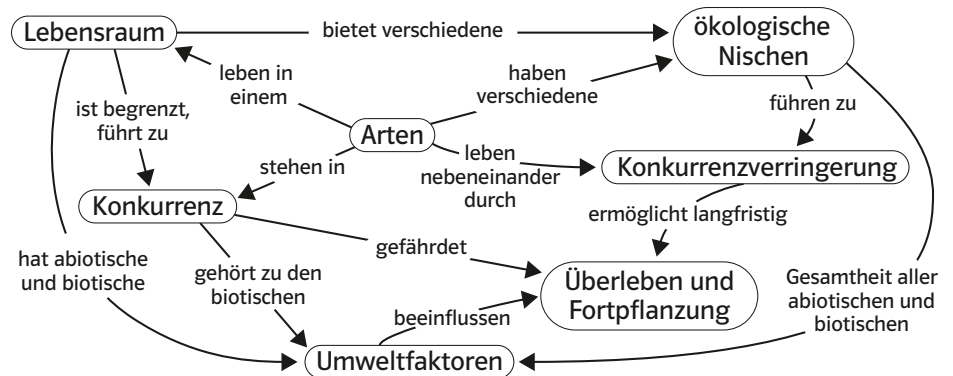 Lebensraum
bietet verschiedene
ökologische
Nischen
leben in
einem
haben
verschiedene
ist begrenzt,
führt zu
führen zu
Arten
stehen in
leben
nebeneinander
durch
Konkurrenzverringerung
Konkurrenz
ermöglicht langfristig
gefährdet
hat abiotische
und biotische
gehört zu den
biotischen
Überleben und
Fortpflanzung
Gesamtheit aller
abiotischen und
biotischen
beeinflussen
Umweltfaktoren